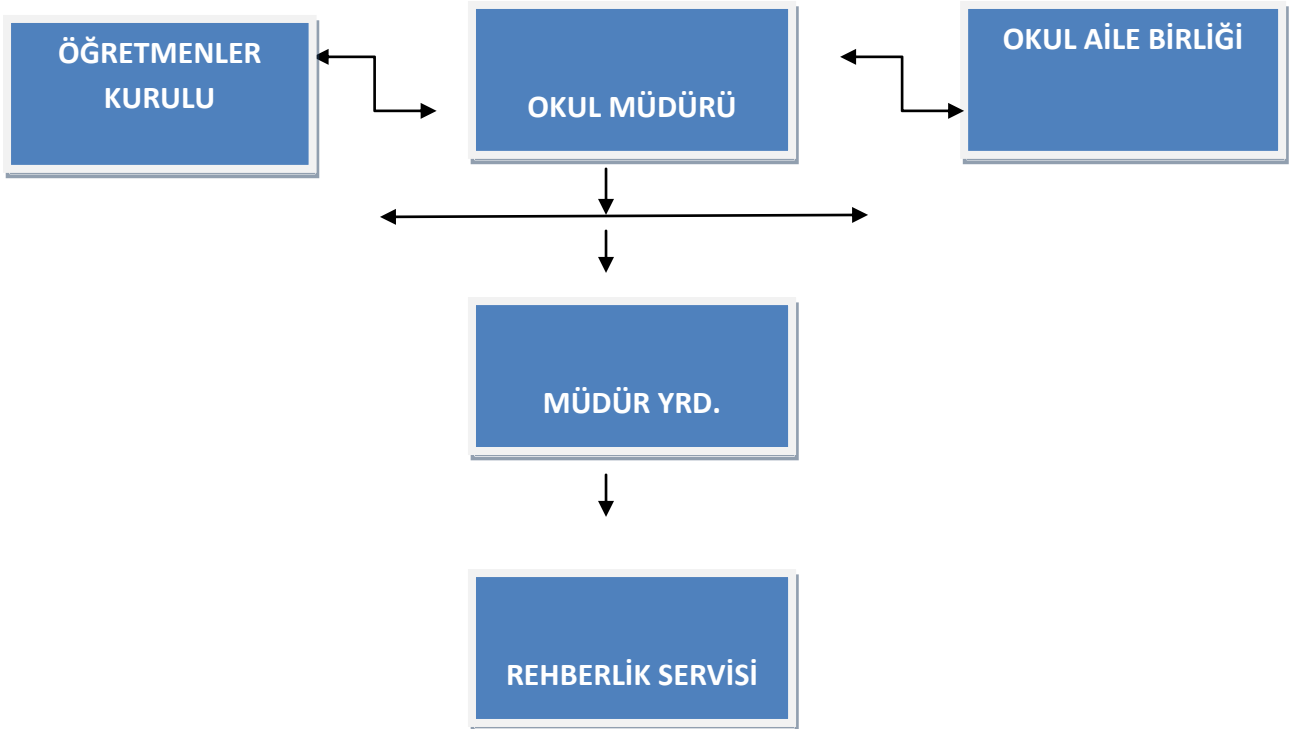 ÖĞRETMENLER
KURULU
OKUL MÜDÜRÜ
OKUL AİLE BİRLİĞİ
MÜDÜR YRD.
REHBERLİK SERVİSİ